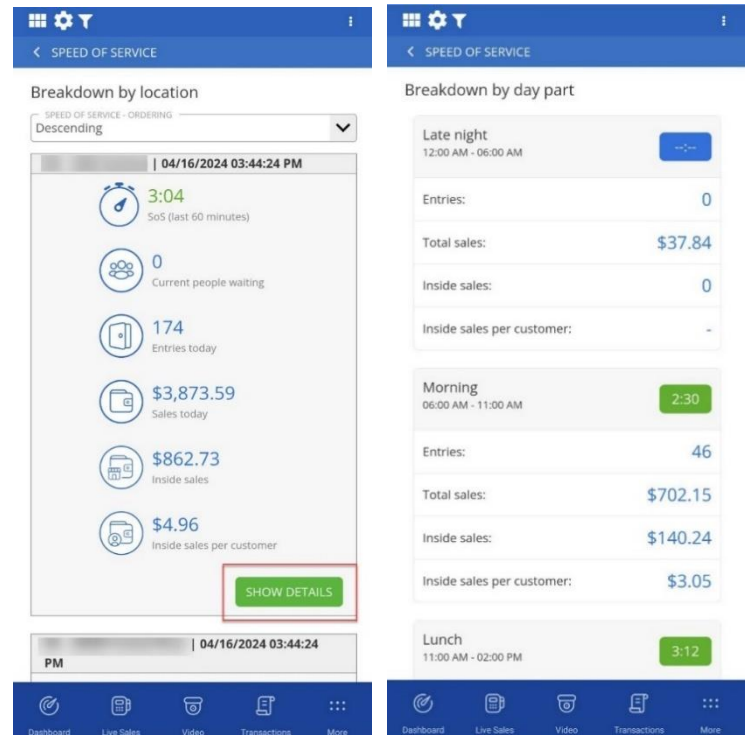 SPEED OF SERVICE
Breakdown by location
SPEED OF SERVICE - ORDERING
Descending
| 04/16/2024 03:44:24 PM
3:04
SoS (last 60 minutes)
0
Current people waiting
174
Entries today
$3,873.59
Sales today
$862.73
Inside sales
$4.96
Inside sales per customer
SHOW DETAILS
| 04/16/2024 03:44:24
PM
Dashboard
Live Sales
Video
Transactions
More
SPEED OF SERVICE
Breakdown by day part
Late night
12:00 AM - 06:00 AM
--:--
Entries: 0
Total sales: $37.84
Inside sales: 0
Inside sales per customer: -
Morning
06:00 AM - 11:00 AM
2:30
Entries: 46
Total sales: $702.15
Inside sales: $140.24
Inside sales per customer: $3.05
Lunch
11:00 AM - 02:00 PM
3:12
Dashboard
Live Sales
Video
Transactions
More